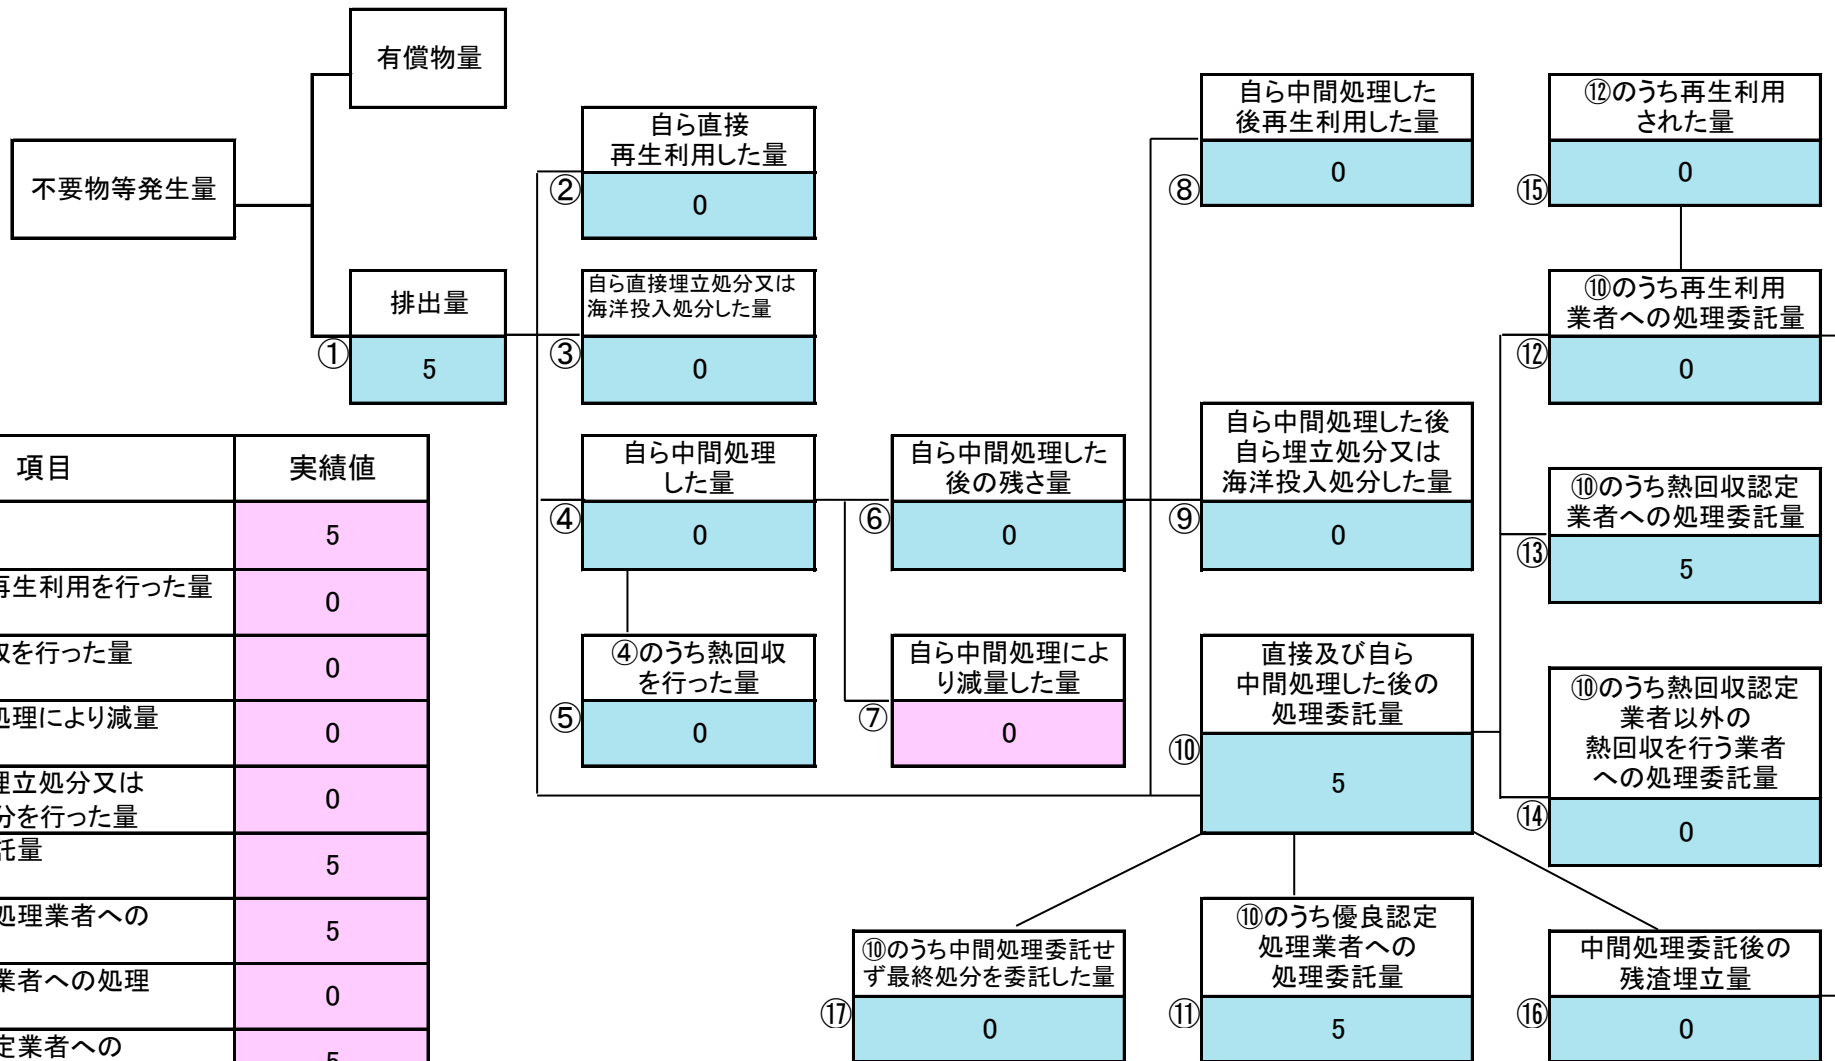 有償物量
不要物等発生量
排出量
①
5
自ら直接
再生利用した量
②
0
自ら直接埋立処分又は
海洋投入処分した量
③
0
自ら中間処理
した量
④
0
④のうち熱回収
を行った量
⑤
0
自ら中間処理した
後の残さ量
⑥
0
自ら中間処理によ
り減量した量
⑦
0
自ら中間処理した
後再生利用した量
⑧
0
自ら中間処理した後
自ら埋立処分又は
海洋投入処分した量
⑨
0
直接及び自ら
中間処理した後の
処理委託量
⑩
5
⑫のうち再生利用
された量
⑮
0
⑩のうち再生利用
業者への処理委託量
⑫
0
⑩のうち熱回収認定
業者への処理委託量
⑬
5
⑩のうち熱回収認定
業者以外の
熱回収を行う業者
への処理委託量
⑭
0
⑩のうち中間処理委託せ
ず最終処分を委託した量
⑰
0
⑩のうち優良認定
処理業者への
処理委託量
⑪
5
中間処理委託後の
残渣埋立量
⑯
0
項目 実績値
5
再生利用を行った量 0
収を行った量 0
処理により減量 0
埋立処分又は
分を行った量 0
託量 5
処理業者への 5
業者への処理 0
定業者への 5